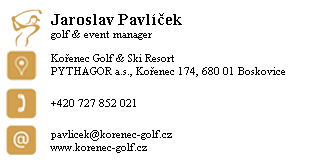 Jaroslav Pavlíček
golf & event manager
Kořenec Golf & Ski Resort
PYTHAGOR a.s., Kořenec 174, 680 01 Boskovice
+420 727 852 021
pavlicek@korenec-golf.cz
www.korenec-golf.cz